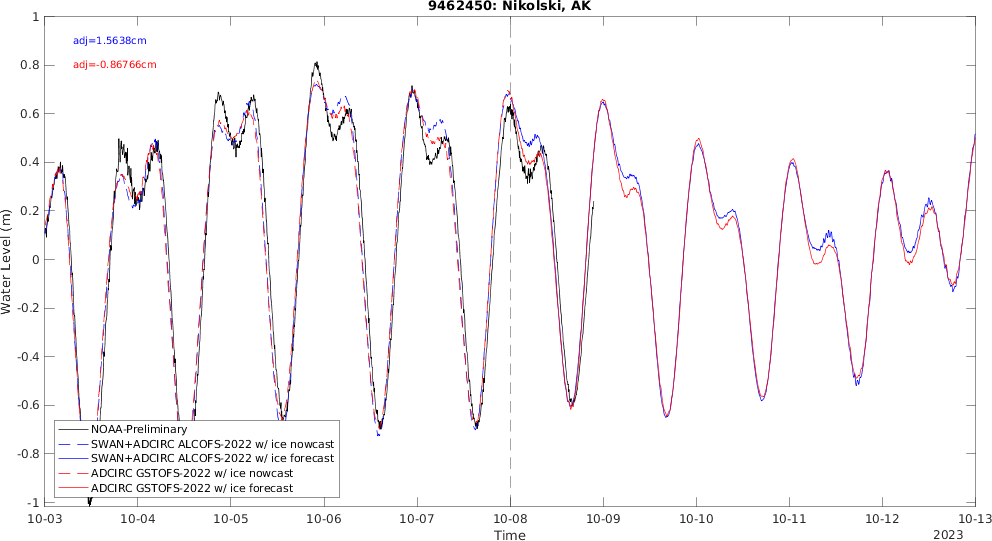 9462450: Nikolski, AK
adj=1.5638cm
adj=-0.86766cm
Water Level (m)
1
0.8
0.6
0.4
0.2
0
-0.2
-0.4
-0.6
-0.8
-1
NOAA-Preliminary
SWAN+ADCIRC ALCOFS-2022 w/ ice nowcast
SWAN+ADCIRC ALCOFS-2022 w/ ice forecast
ADCIRC GSTOFS-2022 w/ ice nowcast
ADCIRC GSTOFS-2022 w/ ice forecast
10-03 10-04 10-05 10-06 10-07 10-08 10-09 10-10 10-11 10-12 10-13
Time
2023